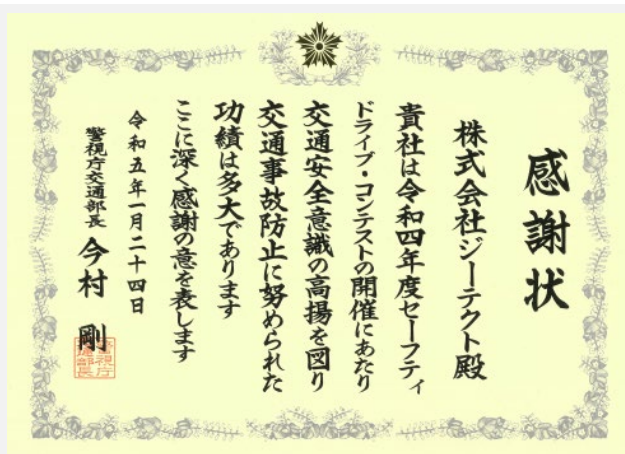 感謝状
株式会社ジーテクト殿
貴社は令和四年度セーフティ
ドライブ・コンテストの開催にあたり
交通安全意識の高揚を図り
交通事故防止に努められた
功績は多大であります
ここに深く感謝の意を表します
令和五年一月二十四日
警視庁交通部長 今村 剛